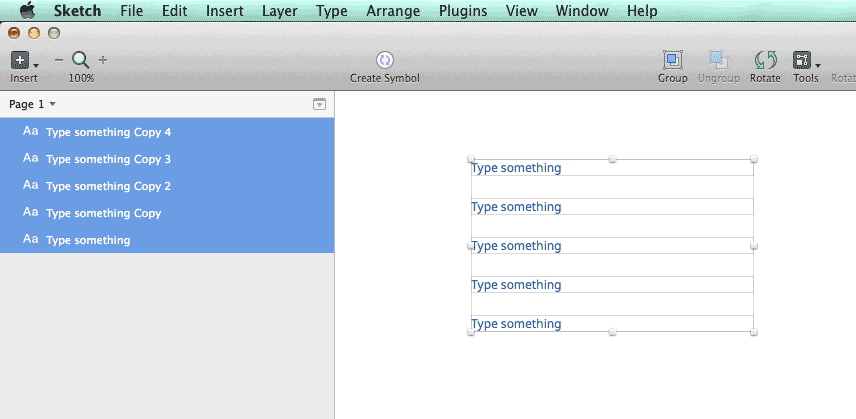 Sketch File Edit Insert Layer Type Arrange Plugins View Window Help
Insert 100% Create Symbol Group Ungroup Rotate Tools
Page 1
Aa Type something Copy 4
Aa Type something Copy 3
Aa Type something Copy 2
Aa Type something Copy
Aa Type something
Type something
Type something
Type something
Type something
Type something